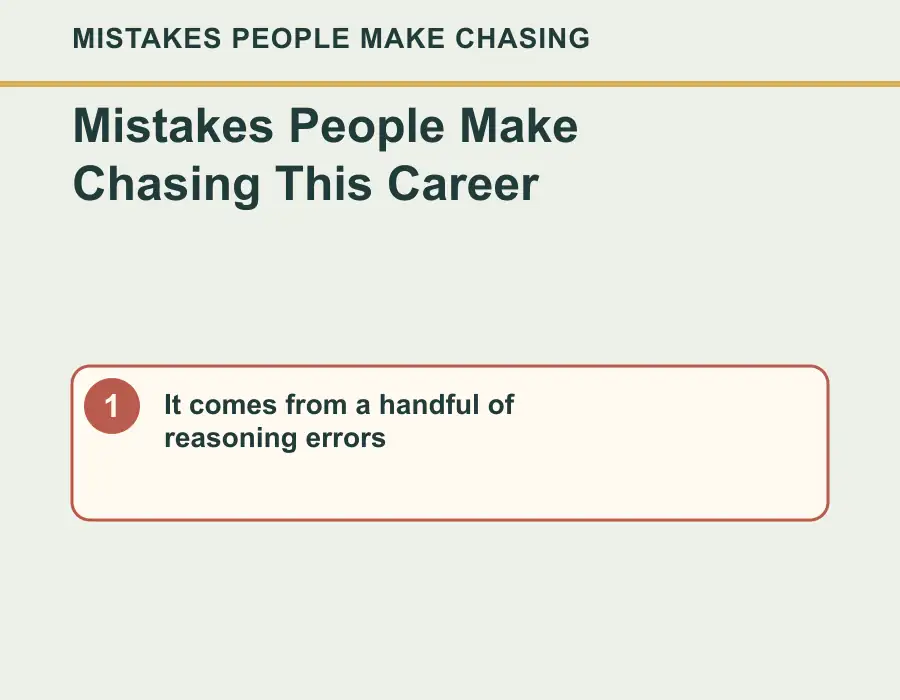 MISTAKES PEOPLE MAKE CHASING
Mistakes People Make
Chasing This Career
1
It comes from a handful of
reasoning errors